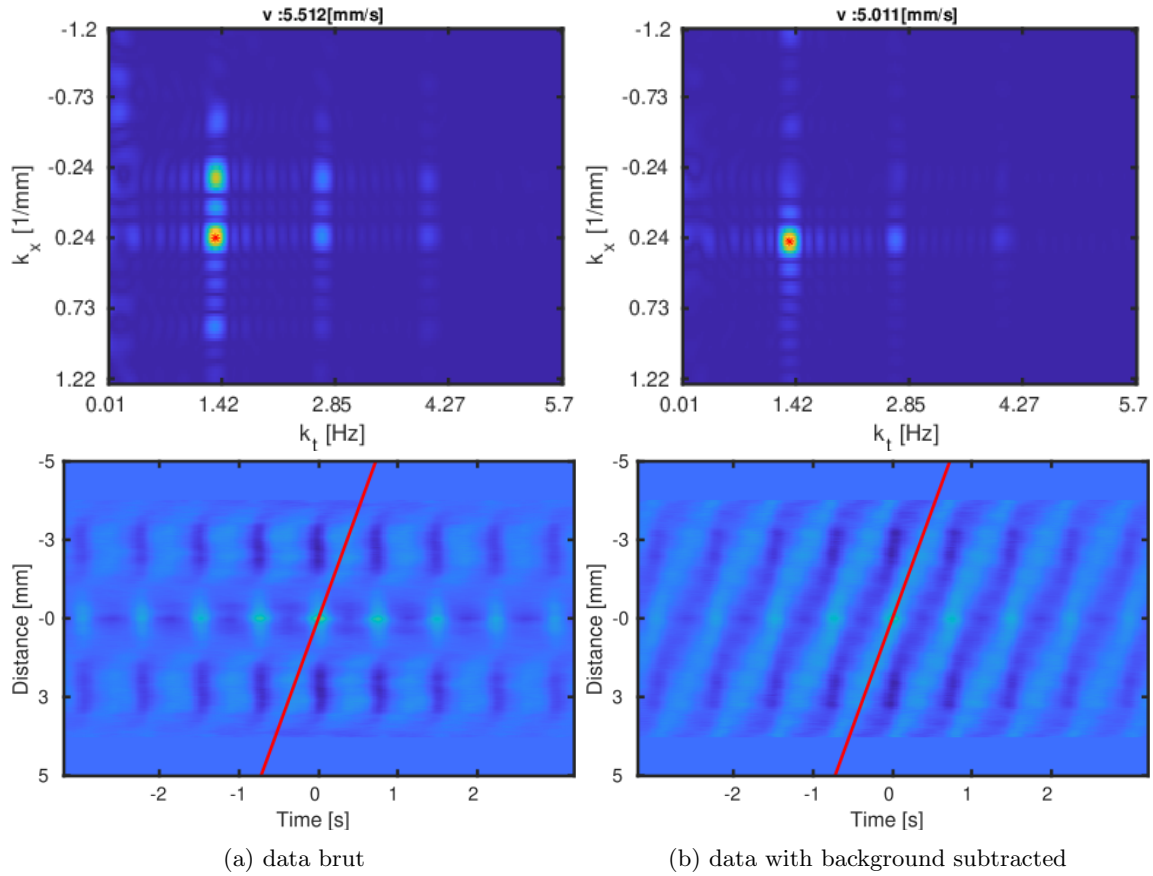 v :5.512[mm/s]
-1.2
-0.73
-0.24
0.24
0.73
1.22
k_x [1/mm]
0.01 1.42 2.85 4.27 5.7
k_t [Hz]
v :5.011[mm/s]
-1.2
-0.73
-0.24
0.24
0.73
1.22
k_x [1/mm]
0.01 1.42 2.85 4.27 5.7
k_t [Hz]
-5
-3
-0
3
5
Distance [mm]
-2 -1 0 1 2
Time [s]
(a) data brut
-5
-3
-0
3
5
Distance [mm]
-2 -1 0 1 2
Time [s]
(b) data with background subtracted